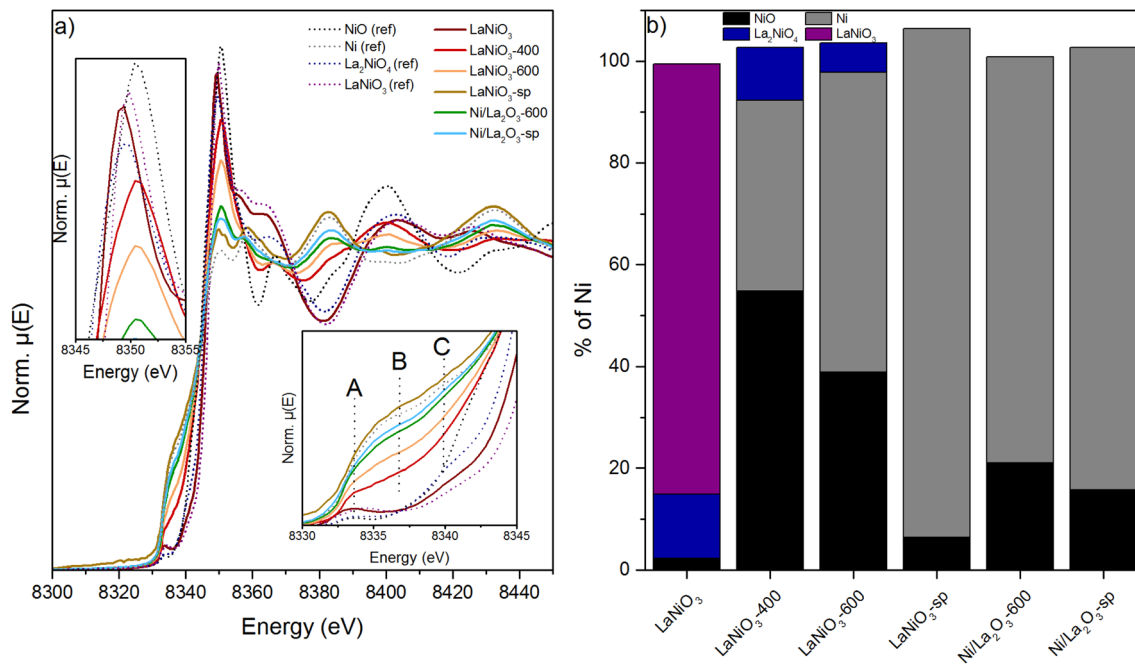 a)
NiO (ref)
Ni (ref)
La₂NiO₄ (ref)
LaNiO₃ (ref)
LaNiO₃
LaNiO₃-400
LaNiO₃-600
LaNiO₃-sp
Ni/La₂O₃-600
Ni/La₂O₃-sp
Norm. μ(E)
8345 8350 8355
Energy (eV)
A B C
Norm. μ(E)
8330 8335 8340 8345
Energy (eV)
Norm. μ(E)
8300 8320 8340 8360 8380 8400 8420 8440
Energy (eV)
b)
NiO Ni
La₂NiO₄ LaNiO₃
% of Ni
100
80
60
40
20
0
LaNiO₃
LaNiO₃-400
LaNiO₃-600
LaNiO₃-sp
Ni/La₂O₃-600
Ni/La₂O₃-sp